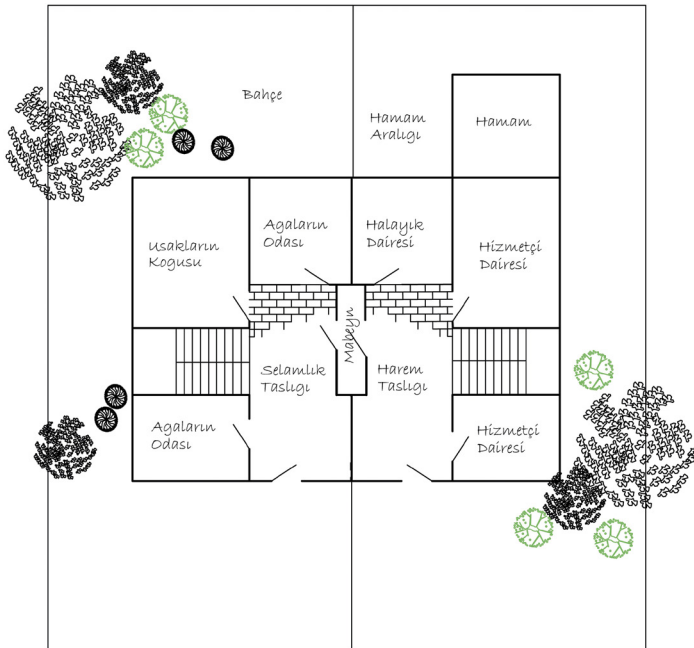 Bahçe
Hamam
Aralıgı
Hamam
Usakların
Kogusu
Agaların
Odası
Halayık
Dairesi
Hizmetçi
Dairesi
Mabeyn
Selamlık
Taslıgı
Harem
Taslıgı
Agaların
Odası
Hizmetçi
Dairesi